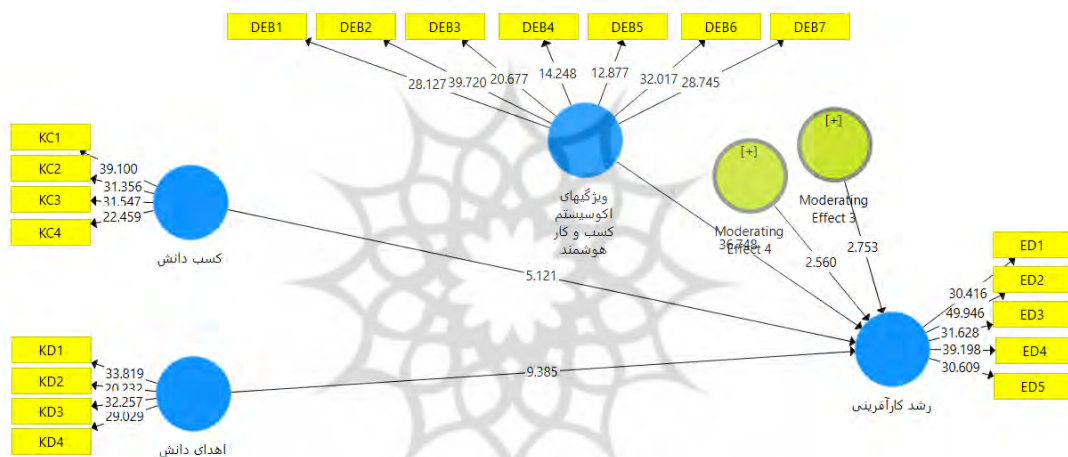 DEB1 DEB2 DEB3 DEB4 DEB5 DEB6 DEB7
28.127 39.720 20.677 14.248 12.877 32.017 28.745
KC1
KC2
KC3
KC4
39.100
31.356
31.547
22.459
کسب دانش
ویژگیهای
اکوسیستم
کسب و کار
هوشمند
[+]
Moderating
Effect 4
[+]
Moderating
Effect 3
36.748
2.560
2.753
5.121
9.385
KD1
KD2
KD3
KD4
33.819
20.232
32.257
29.029
اهدای دانش
ED1
ED2
ED3
ED4
ED5
30.416
49.946
31.628
39.198
30.609
رشد کارآفرینی